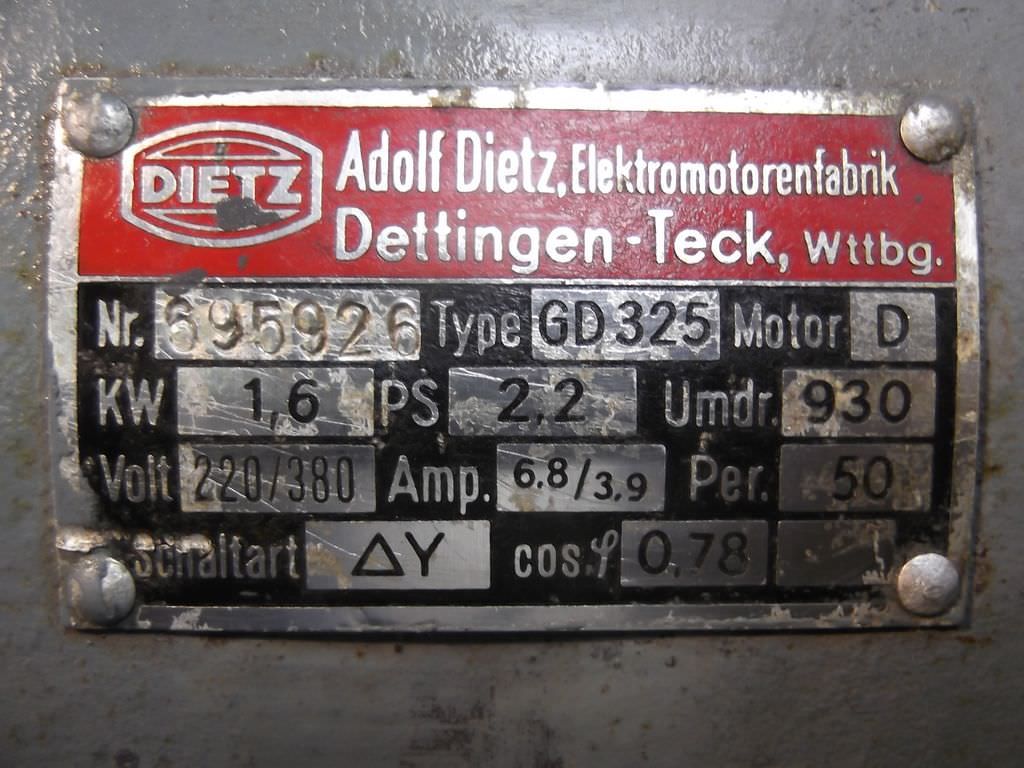 DIETZ
Adolf Dietz, Elektromotorenfabrik
Dettingen-Teck, Wttbg.
Nr. 695926 Type GD 325 Motor D
KW 1,6 PS 2,2 Umdr. 930
Volt 220/380 Amp. 6.8/3.9 Per. 50
Schaltart ΔY cos.φ 0,78